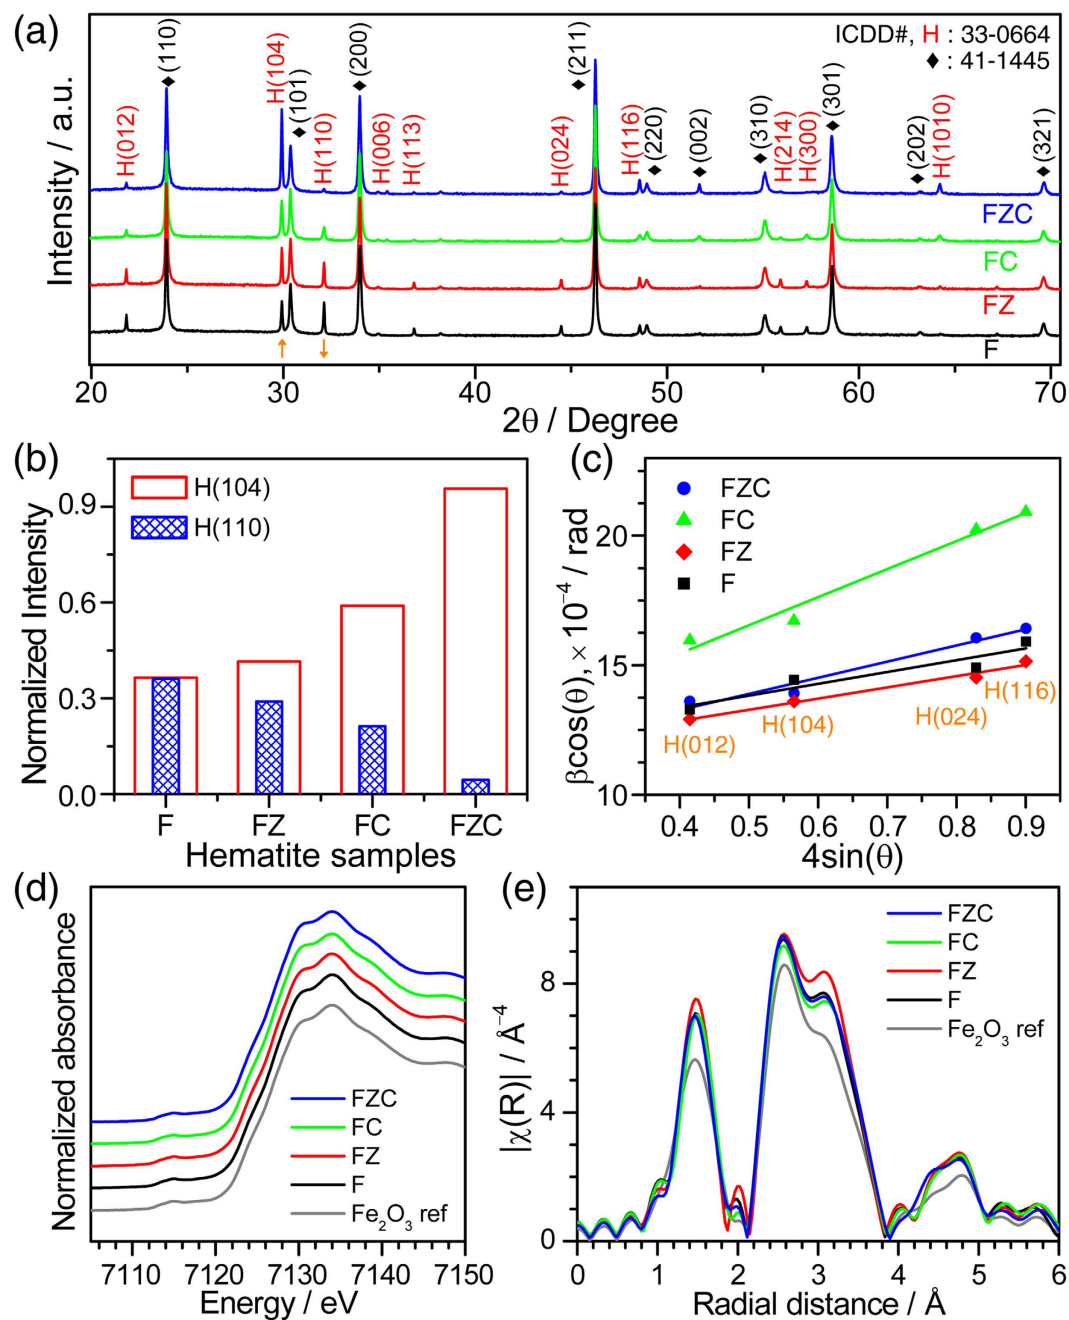 (a)
Intensity / a.u.
ICDD#, H : 33-0664
◆ : 41-1445
H(012)
◆(110)
H(104)
◆(101)
H(110)
◆(200)
H(006)
H(113)
H(024)
◆(211)
H(116)
◆(220)
◆(002)
◆(310)
H(214)
H(300)
◆(301)
◆(202)
H(1010)
◆(321)
FZC
FC
FZ
F
20 30 40 50 60 70
2θ / Degree
(b)
Normalized Intensity
H(104)
H(110)
0.9
0.6
0.3
0.0
F FZ FC FZC
Hematite samples
(c)
βcos(θ), × 10⁻⁴ / rad
FZC
FC
FZ
F
20
15
10
H(012)
H(104)
H(024)
H(116)
0.4 0.5 0.6 0.7 0.8 0.9
4sin(θ)
(d)
Normalized absorbance
FZC
FC
FZ
F
Fe₂O₃ ref
7110 7120 7130 7140 7150
Energy / eV
(e)
|χ(R)| / Å⁻⁴
FZC
FC
FZ
F
Fe₂O₃ ref
8
4
0
0 1 2 3 4 5 6
Radial distance / Å